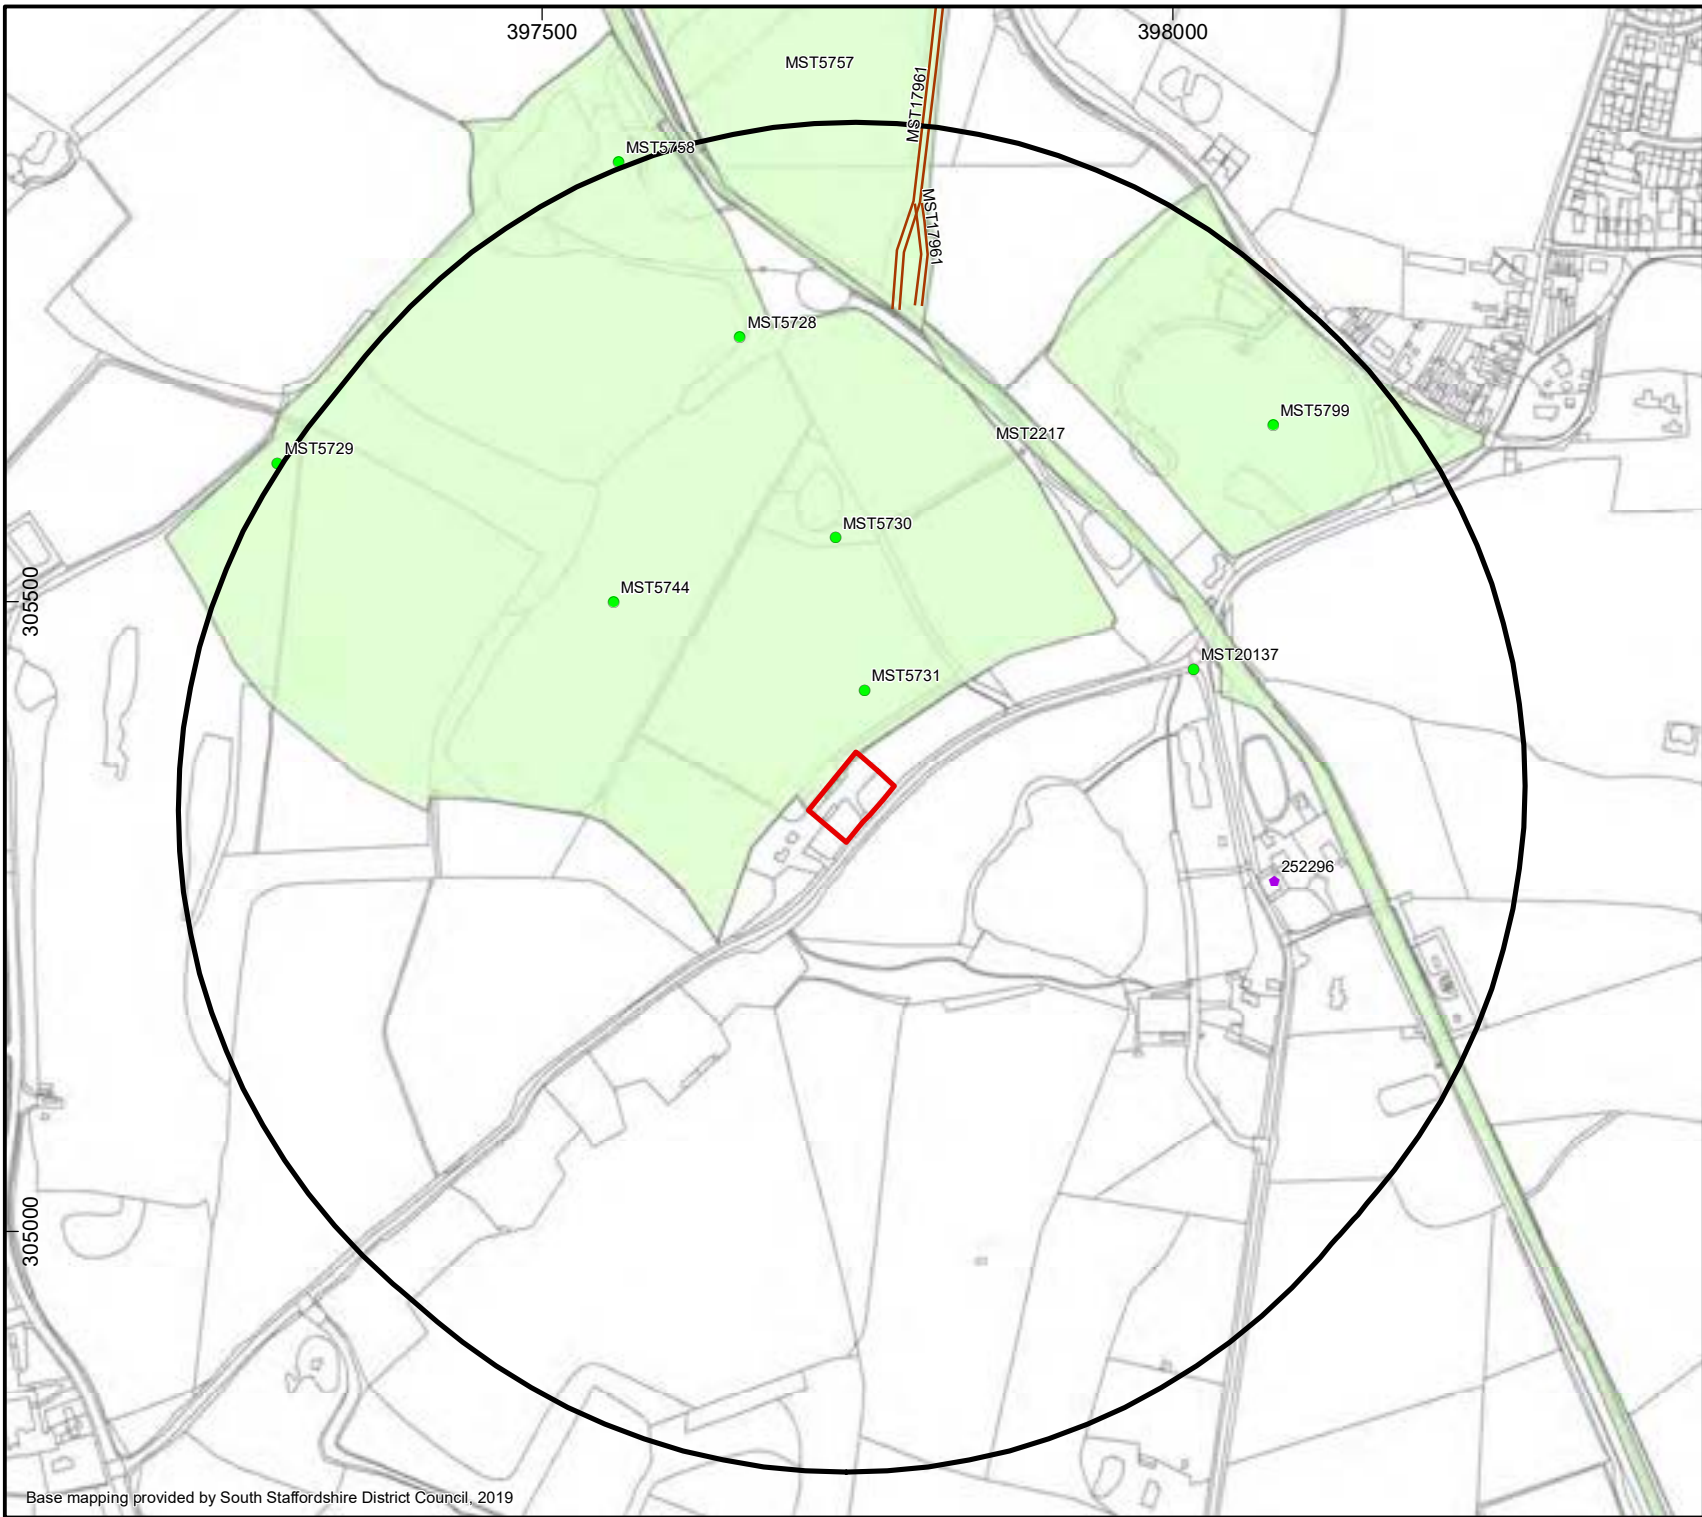 397500
398000
MST5757
MST17961
MST5758
MST17961
MST5728
MST5799
MST2217
MST5729
MST5730
305500
MST5744
MST20137
MST5731
252296
305000
Base mapping provided by South Staffordshire District Council, 2019